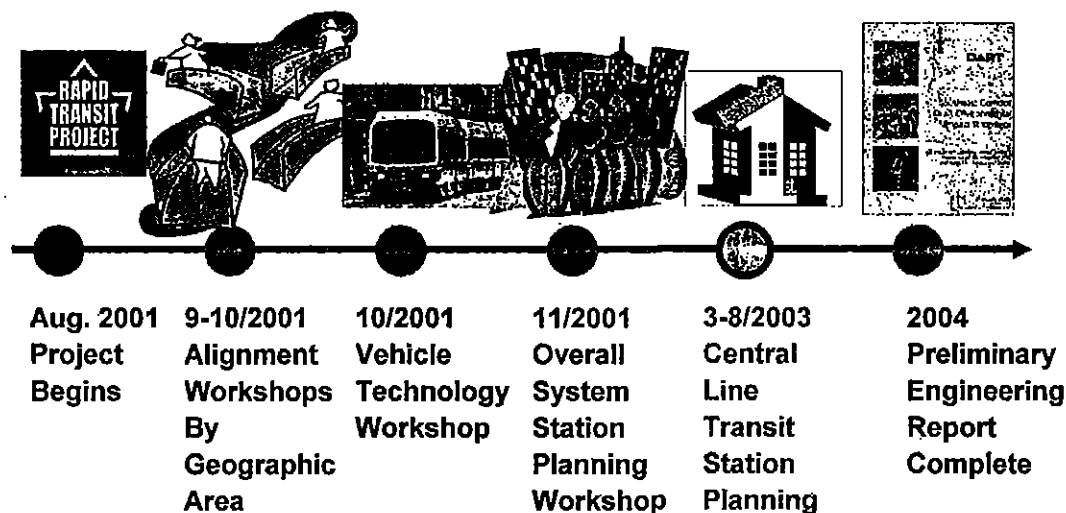 RAPID
TRANSIT
PROJECT
DART
Aug. 2001
Project
Begins
9-10/2001
Alignment
Workshops
By
Geographic
Area
10/2001
Vehicle
Technology
Workshop
11/2001
Overall
System
Station
Planning
Workshop
3-8/2003
Central
Line
Transit
Station
Planning
2004
Preliminary
Engineering
Report
Complete